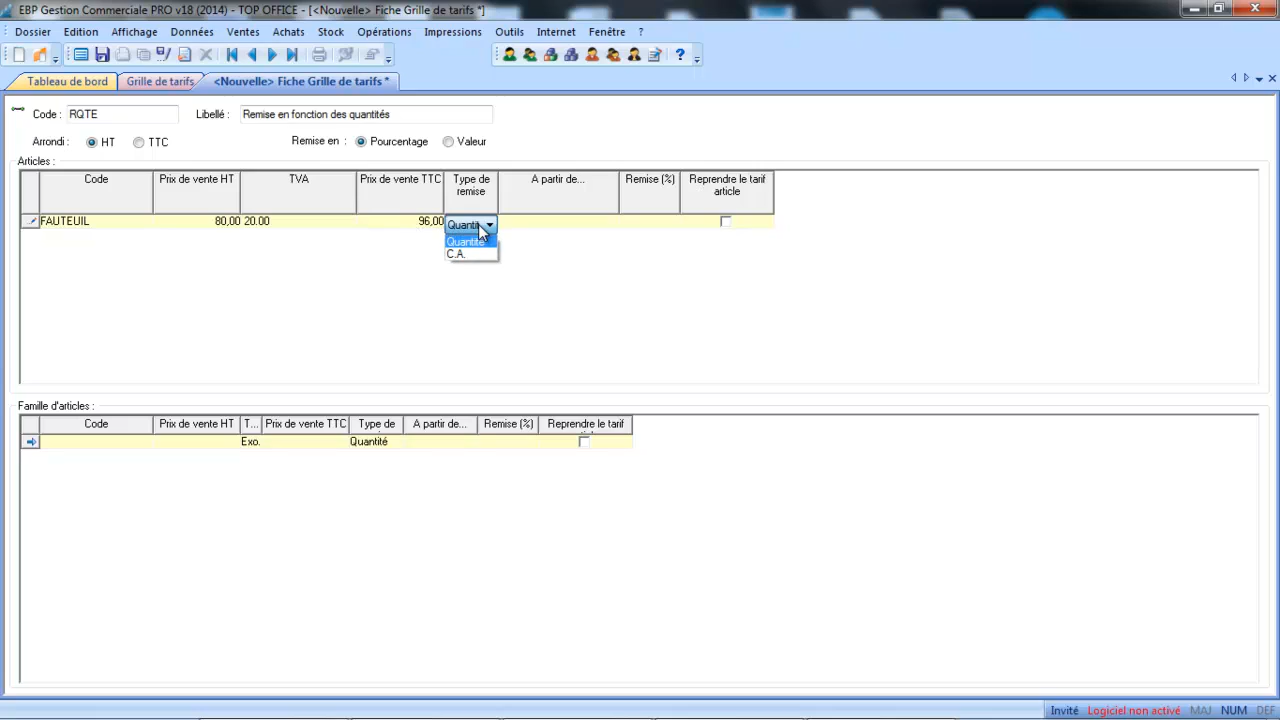 EBP Gestion Commerciale PRO v18 (2014) - TOP OFFICE - [<Nouvelle> Fiche Grille de tarifs *]
Dossier Edition Affichage Données Ventes Achats Stock Opérations Impressions Outils Internet Fenêtre ?
Tableau de bord Grille de tarifs <Nouvelle> Fiche Grille de tarifs *
Code : RQTE Libellé : Remise en fonction des quantités
Arrondi : HT TTC Remise en : Pourcentage Valeur
Articles :
Code Prix de vente HT TVA Prix de vente TTC Type de remise A partir de... Remise (%) Reprendre le tarif article
FAUTEUIL 80,00 20.00 96,00 Quantit
Quantité
C.A.
Famille d'articles :
Code Prix de vente HT T... Prix de vente TTC Type de A partir de... Remise (%) Reprendre le tarif
Exo. Quantité
Invité Logiciel non activé MAJ NUM DEF